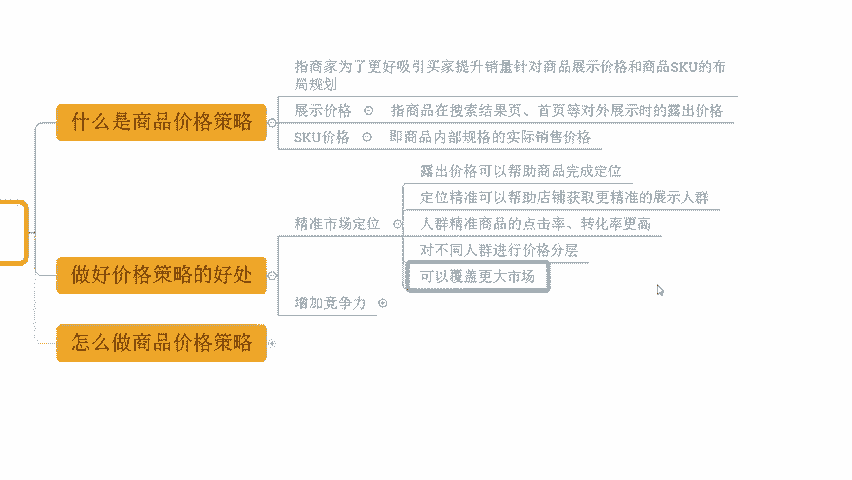 指商家为了更好吸引买家提升销量针对商品展示价格和商品SKU的布
局规划
什么是商品价格策略
展示价格
指商品在搜索结果页、首页等对外展示时的露出价格
SKU价格
即商品内部规格的实际销售价格
露出价格可以帮助商品完成定位
定位精准可以帮助店铺获取更精准的展示人群
精准市场定位
人群精准商品的点击率、转化率更高
对不同人群进行价格分层
做好价格策略的好处
可以覆盖更大市场
增加竞争力
怎么做商品价格策略